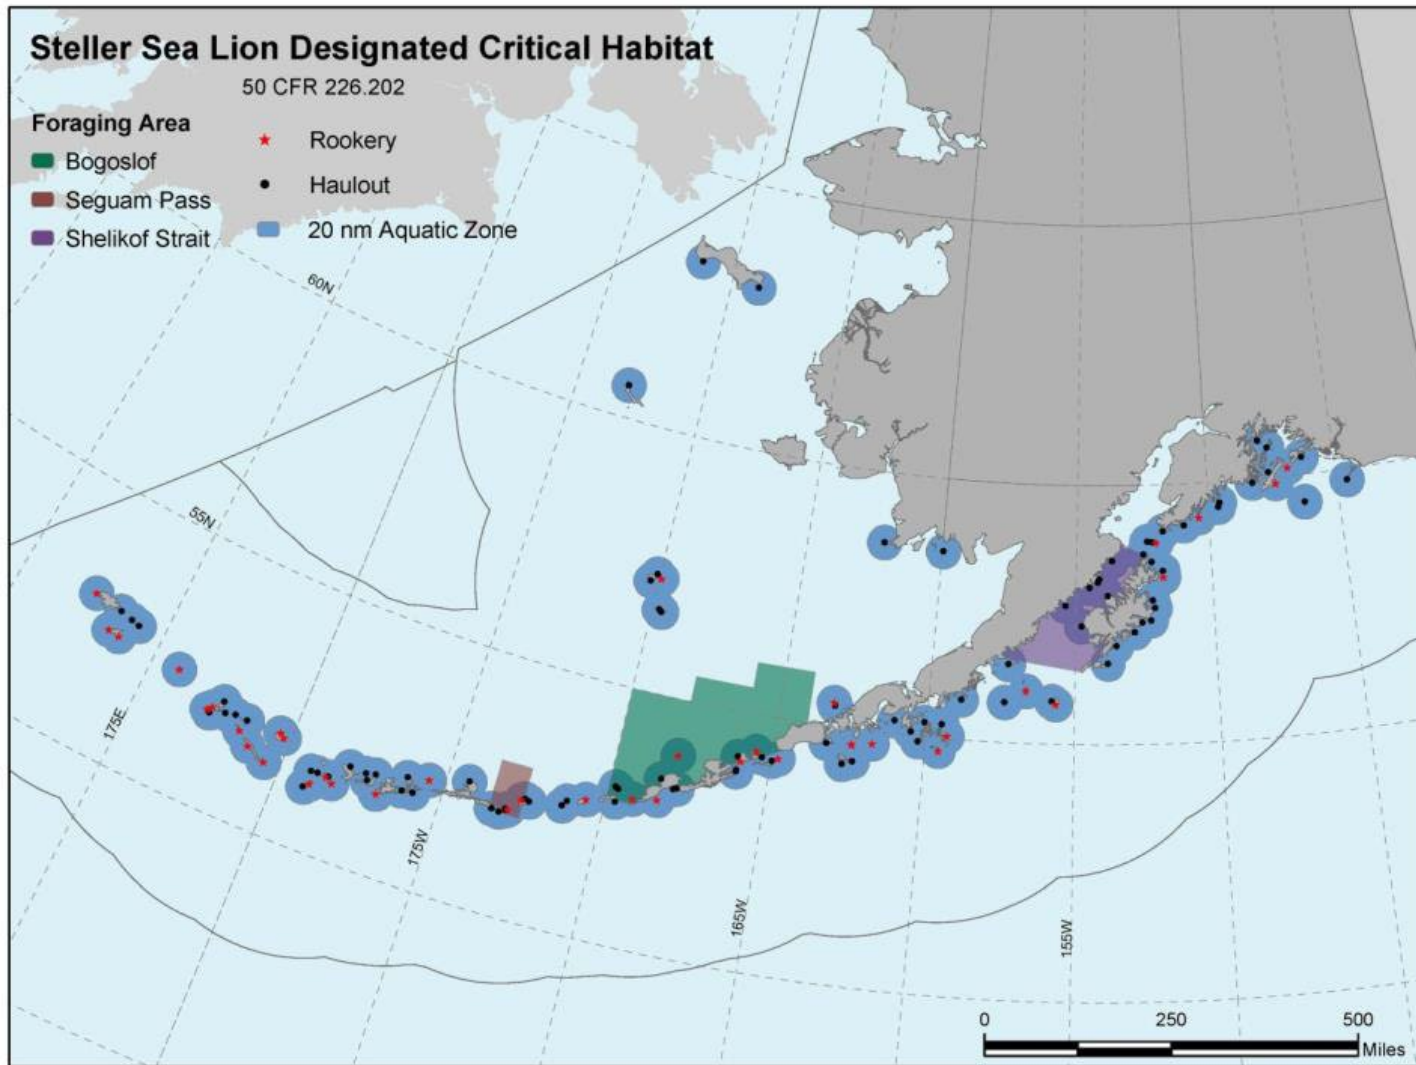 Steller Sea Lion Designated Critical Habitat
50 CFR 226.202
Foraging Area
Bogoslof
Seguam Pass
Shelikof Strait
Rookery
Haulout
20 nm Aquatic Zone
60N
55N
175E
175W
165W
155W
0 250 500
Miles